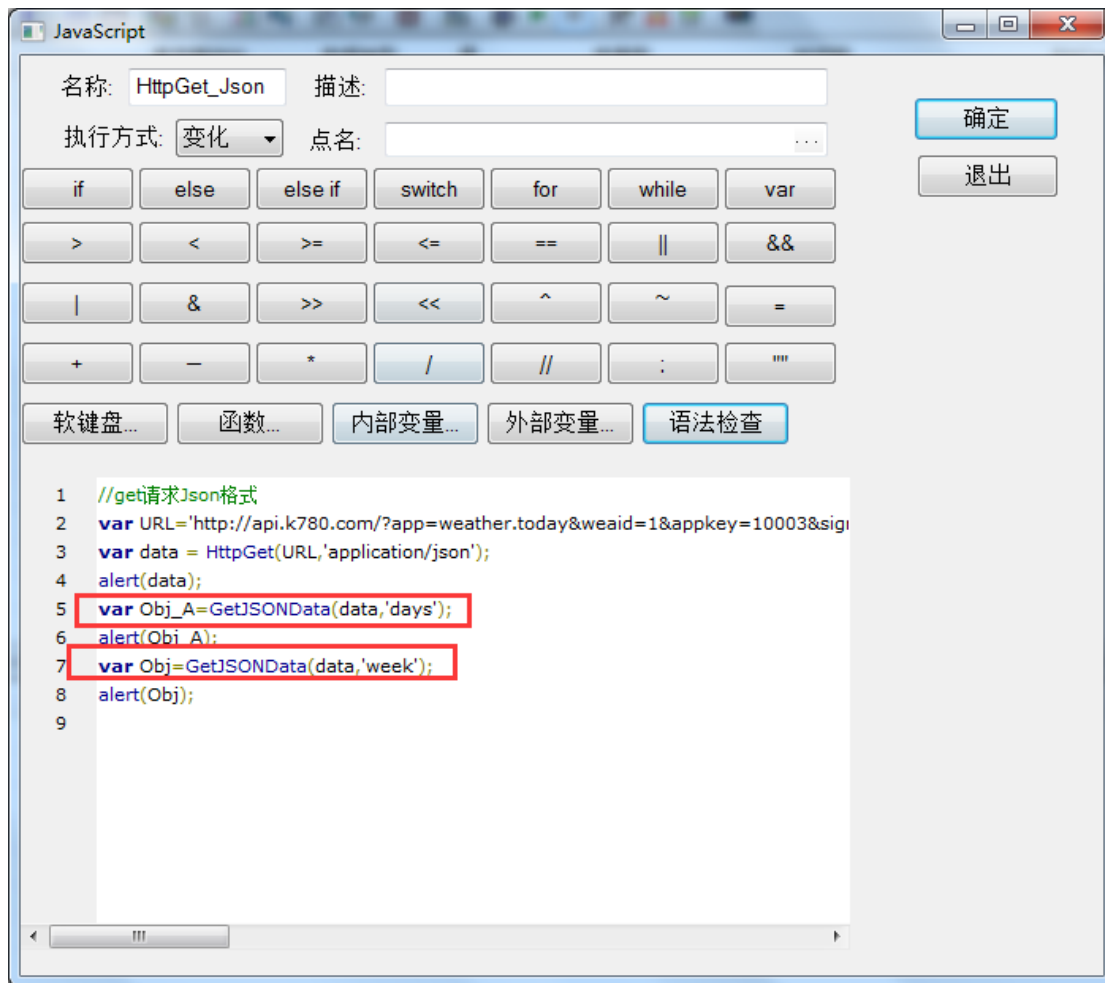 JavaScript
名称: HttpGet_Json 描述:
执行方式: 变化 点名: ...
确定
退出
if else else if switch for while var
> < >= <= == || &&
| & >> << ^ ~ =
+ — * / // ; ""
软键盘... 函数... 内部变量... 外部变量... 语法检查
1 //get请求Json格式
2 var URL='http://api.k780.com/?app=weather.today&weaid=1&appkey=10003&sign
3 var data = HttpGet(URL,'application/json');
4 alert(data);
5 var Obj_A=GetJSONData(data,'days');
6 alert(Obj_A);
7 var Obj=GetJSONData(data,'week');
8 alert(Obj);
9